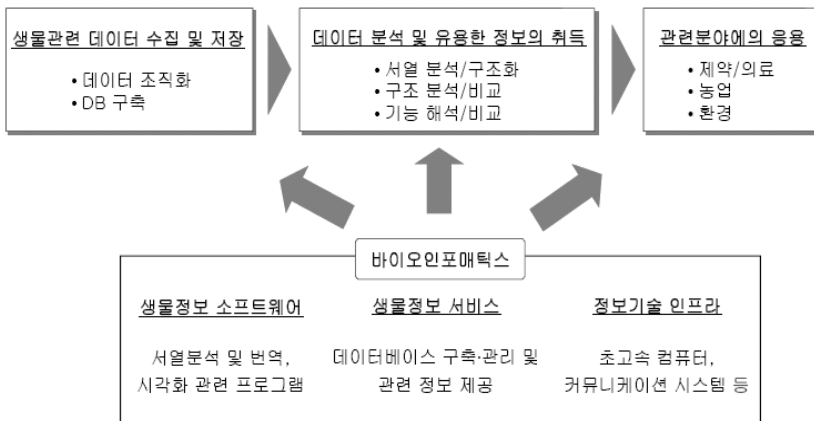 생물관련 데이터 수집 및 저장
• 데이터 조직화
• DB 구축
데이터 분석 및 유용한 정보의 취득
• 서열 분석/구조화
• 구조 분석/비교
• 기능 해석/비교
관련분야에의 응용
• 제약/의료
• 농업
• 환경
바이오인포매틱스
생물정보 소프트웨어
서열분석 및 번역,
시각화 관련 프로그램
생물정보 서비스
데이터베이스 구축·관리 및
관련 정보 제공
정보기술 인프라
초고속 컴퓨터,
커뮤니케이션 시스템 등